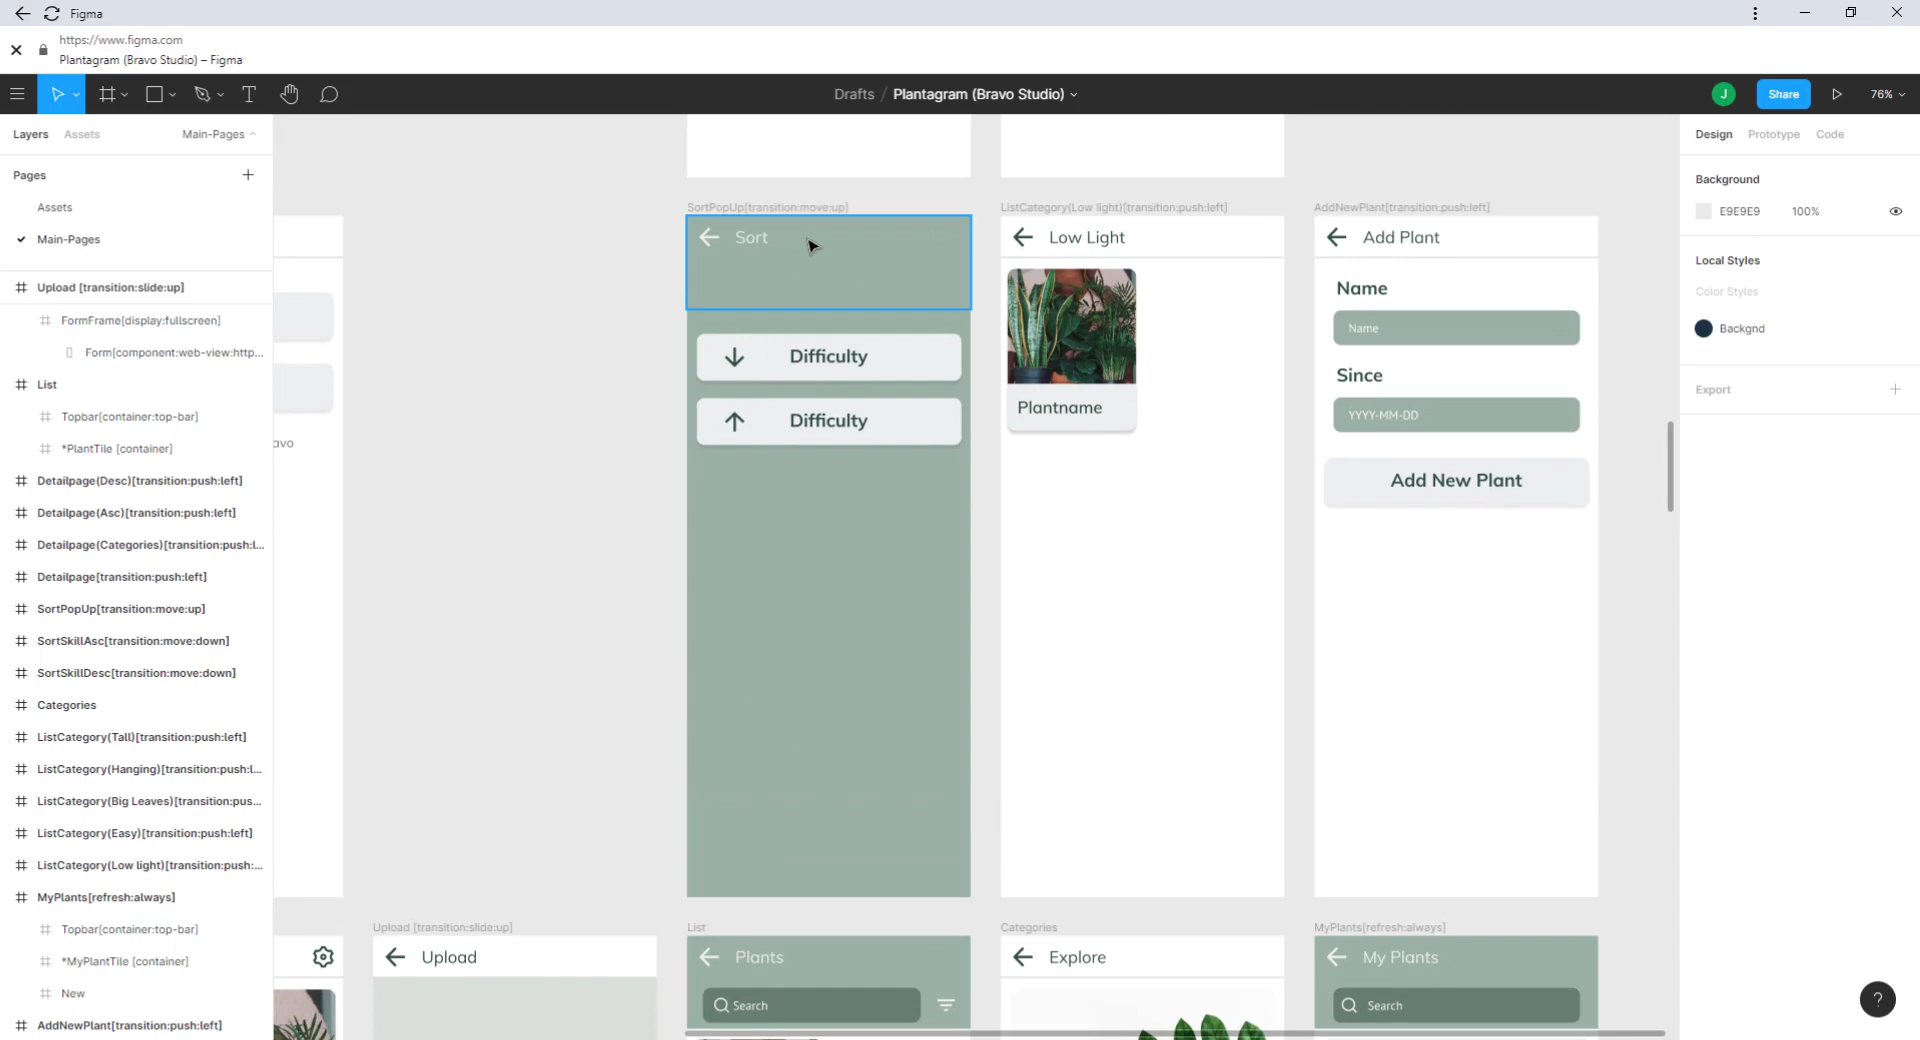 Figma
https://www.figma.com
Plantagram (Bravo Studio) – Figma
Drafts / Plantagram (Bravo Studio)
J
Share
76%
Layers
Assets
Main-Pages
Pages
Assets
Main-Pages
Upload [transition:slide:up]
FormFrame[display:fullscreen]
Form[component:web-view:http...
List
Topbar[container:top-bar]
*PlantTile [container]
Detailpage(Desc)[transition:push:left]
Detailpage(Asc)[transition:push:left]
Detailpage(Categories)[transition:push:l...
Detailpage[transition:push:left]
SortPopUp[transition:move:up]
SortSkillAsc[transition:move:down]
SortSkillDesc[transition:move:down]
Categories
ListCategory(Tall)[transition:push:left]
ListCategory(Hanging)[transition:push:l...
ListCategory(Big Leaves)[transition:pus...
ListCategory(Easy)[transition:push:left]
ListCategory(Low light)[transition:push:...
MyPlants[refresh:always]
Topbar[container:top-bar]
*MyPlantTile [container]
New
AddNewPlant[transition:push:left]
avo
SortPopUp[transition:move:up]
Sort
Difficulty
Difficulty
ListCategory(Low light)[transition:push:left]
Low Light
Plantname
AddNewPlant[transition:push:left]
Add Plant
Name
Name
Since
YYYY-MM-DD
Add New Plant
Upload [transition:slide:up]
Upload
List
Plants
Search
Categories
Explore
MyPlants[refresh:always]
My Plants
Search
Design
Prototype
Code
Background
E9E9E9
100%
Local Styles
Color Styles
Backgnd
Export
?